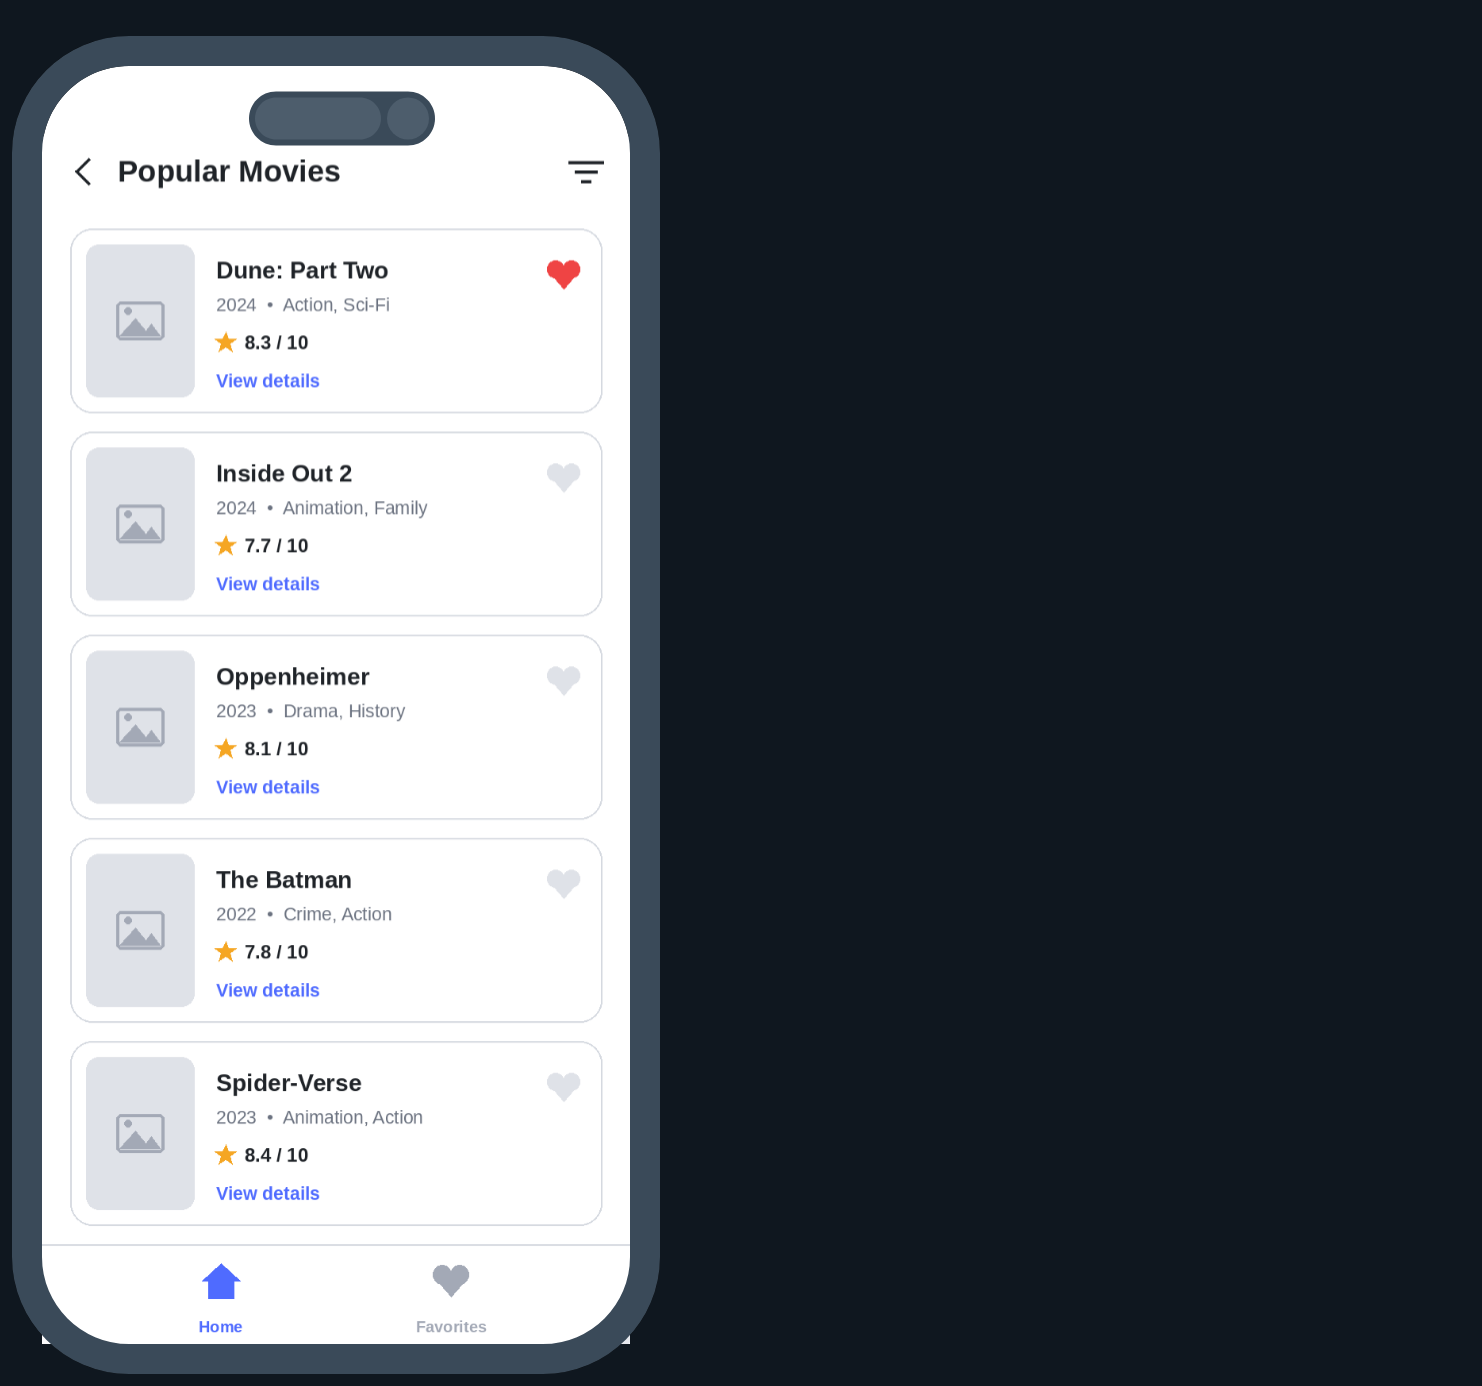 Popular Movies
Dune: Part Two
2024 • Action, Sci-Fi
8.3 / 10
View details
Inside Out 2
2024 • Animation, Family
7.7 / 10
View details
Oppenheimer
2023 • Drama, History
8.1 / 10
View details
The Batman
2022 • Crime, Action
7.8 / 10
View details
Spider-Verse
2023 • Animation, Action
8.4 / 10
View details
Home
Favorites